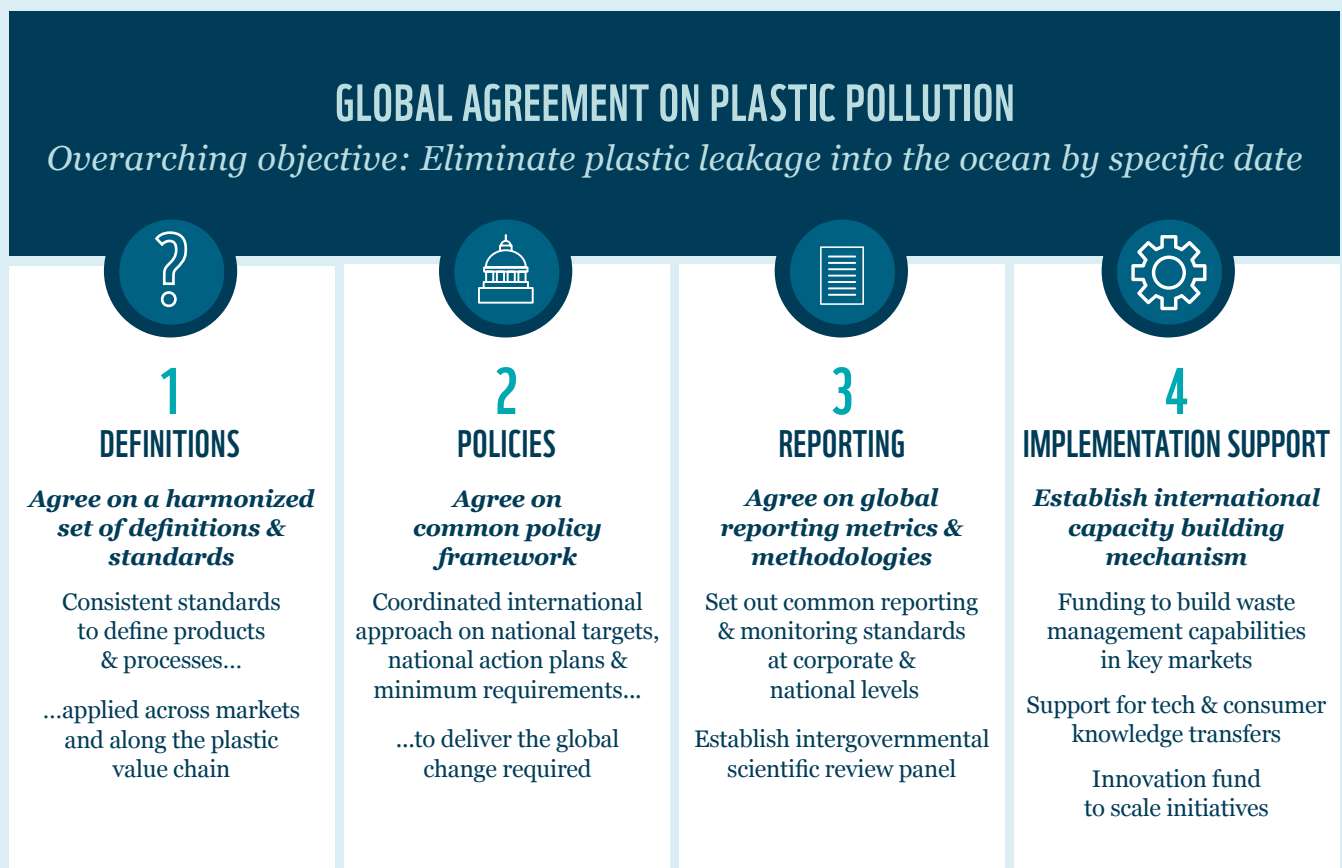 GLOBAL AGREEMENT ON PLASTIC POLLUTION
Overarching objective: Eliminate plastic leakage into the ocean by specific date
1
DEFINITIONS
Agree on a harmonized
set of definitions &
standards
Consistent standards
to define products
& processes...
...applied across markets
and along the plastic
value chain
2
POLICIES
Agree on
common policy
framework
Coordinated international
approach on national targets,
national action plans &
minimum requirements...
...to deliver the global
change required
3
REPORTING
Agree on global
reporting metrics &
methodologies
Set out common reporting
& monitoring standards
at corporate &
national levels
Establish intergovernmental
scientific review panel
4
IMPLEMENTATION SUPPORT
Establish international
capacity building
mechanism
Funding to build waste
management capabilities
in key markets
Support for tech & consumer
knowledge transfers
Innovation fund
to scale initiatives